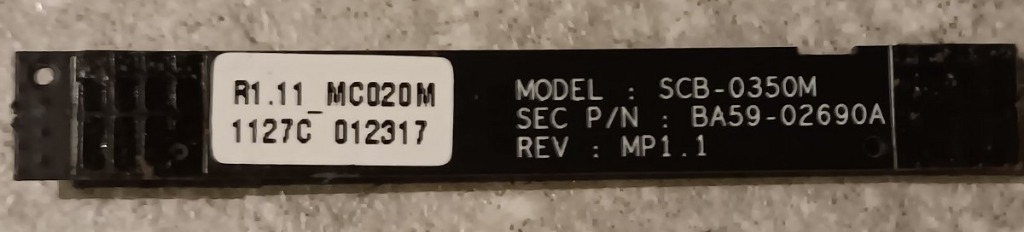 R1.11_MC020M
1127C 012317
MODEL : SCB-0350M
SEC P/N : BA59-02690A
REV : MP1.1